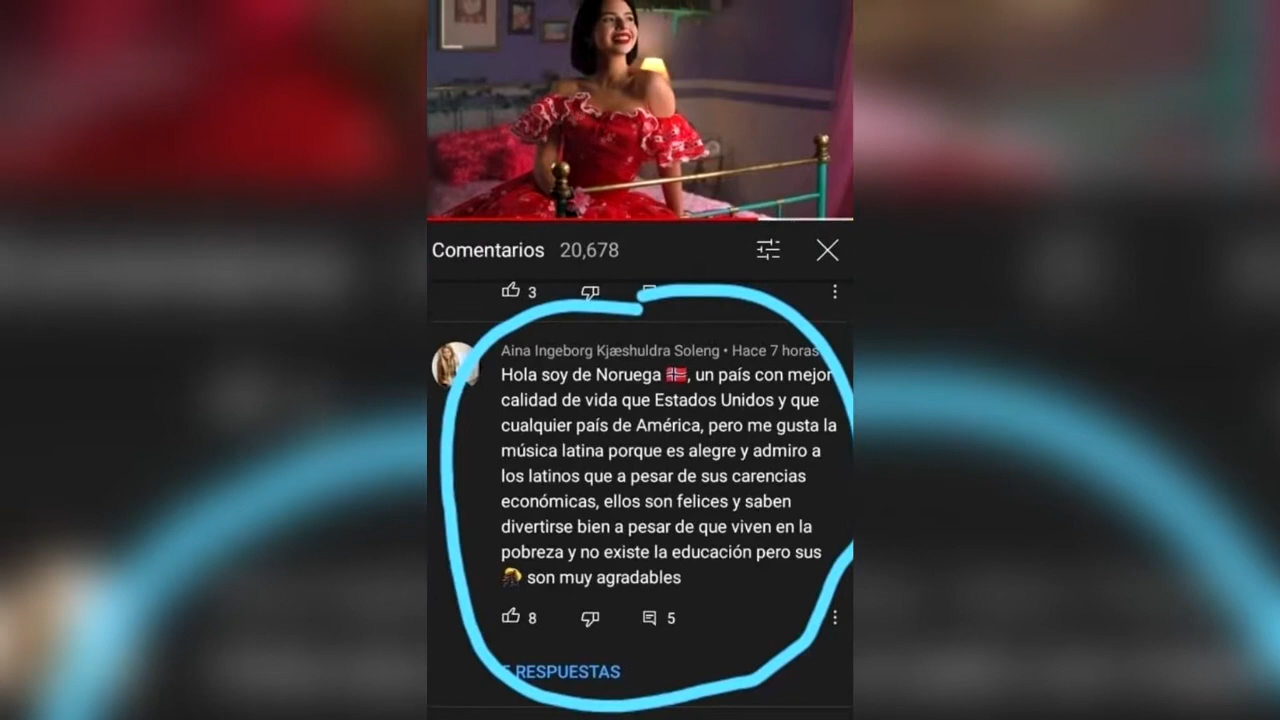 Comentarios 20,678
3
Aina Ingeborg Kjæshuldra Soleng • Hace 7 horas
Hola soy de Noruega 🇳🇴, un país con mejor
calidad de vida que Estados Unidos y que
cualquier país de América, pero me gusta la
música latina porque es alegre y admiro a
los latinos que a pesar de sus carencias
económicas, ellos son felices y saben
divertirse bien a pesar de que viven en la
pobreza y no existe la educación pero sus
son muy agradables
8 5
5 RESPUESTAS